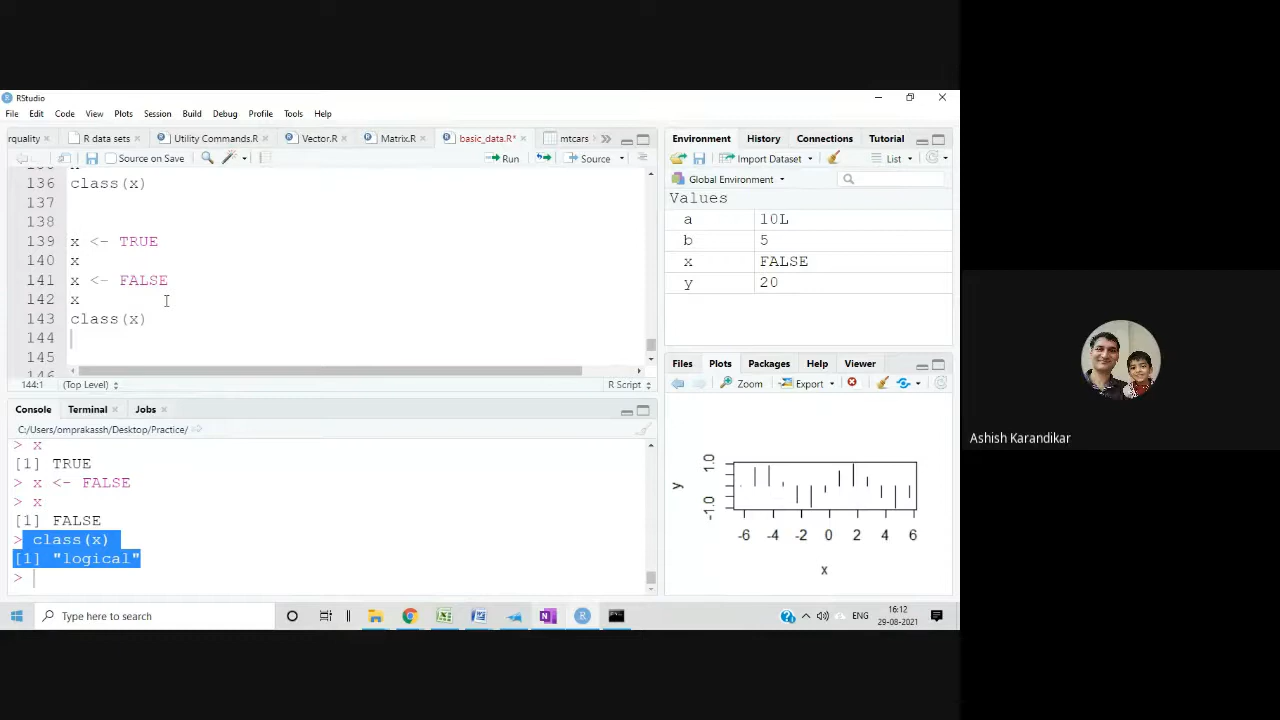 RStudio
File Edit Code View Plots Session Build Debug Profile Tools Help
rquality R data sets Utility Commands.R Vector.R Matrix.R basic_data.R* mtcars
Source on Save Run Source
136 class(x)
137
138
139 x <- TRUE
140 x
141 x <- FALSE
142 x
143 class(x)
144
145
144:1 (Top Level) R Script
Console Terminal Jobs
C:/Users/omprakassh/Desktop/Practice/
> x
[1] TRUE
> x <- FALSE
> x
[1] FALSE
> class(x)
[1] "logical"
>
Environment History Connections Tutorial
Import Dataset List
Global Environment
Values
a 10L
b 5
x FALSE
y 20
Files Plots Packages Help Viewer
Zoom Export
y
1.0
-1.0
-6 -4 -2 0 2 4 6
x
Type here to search
ENG
16:12
29-08-2021
Ashish Karandikar